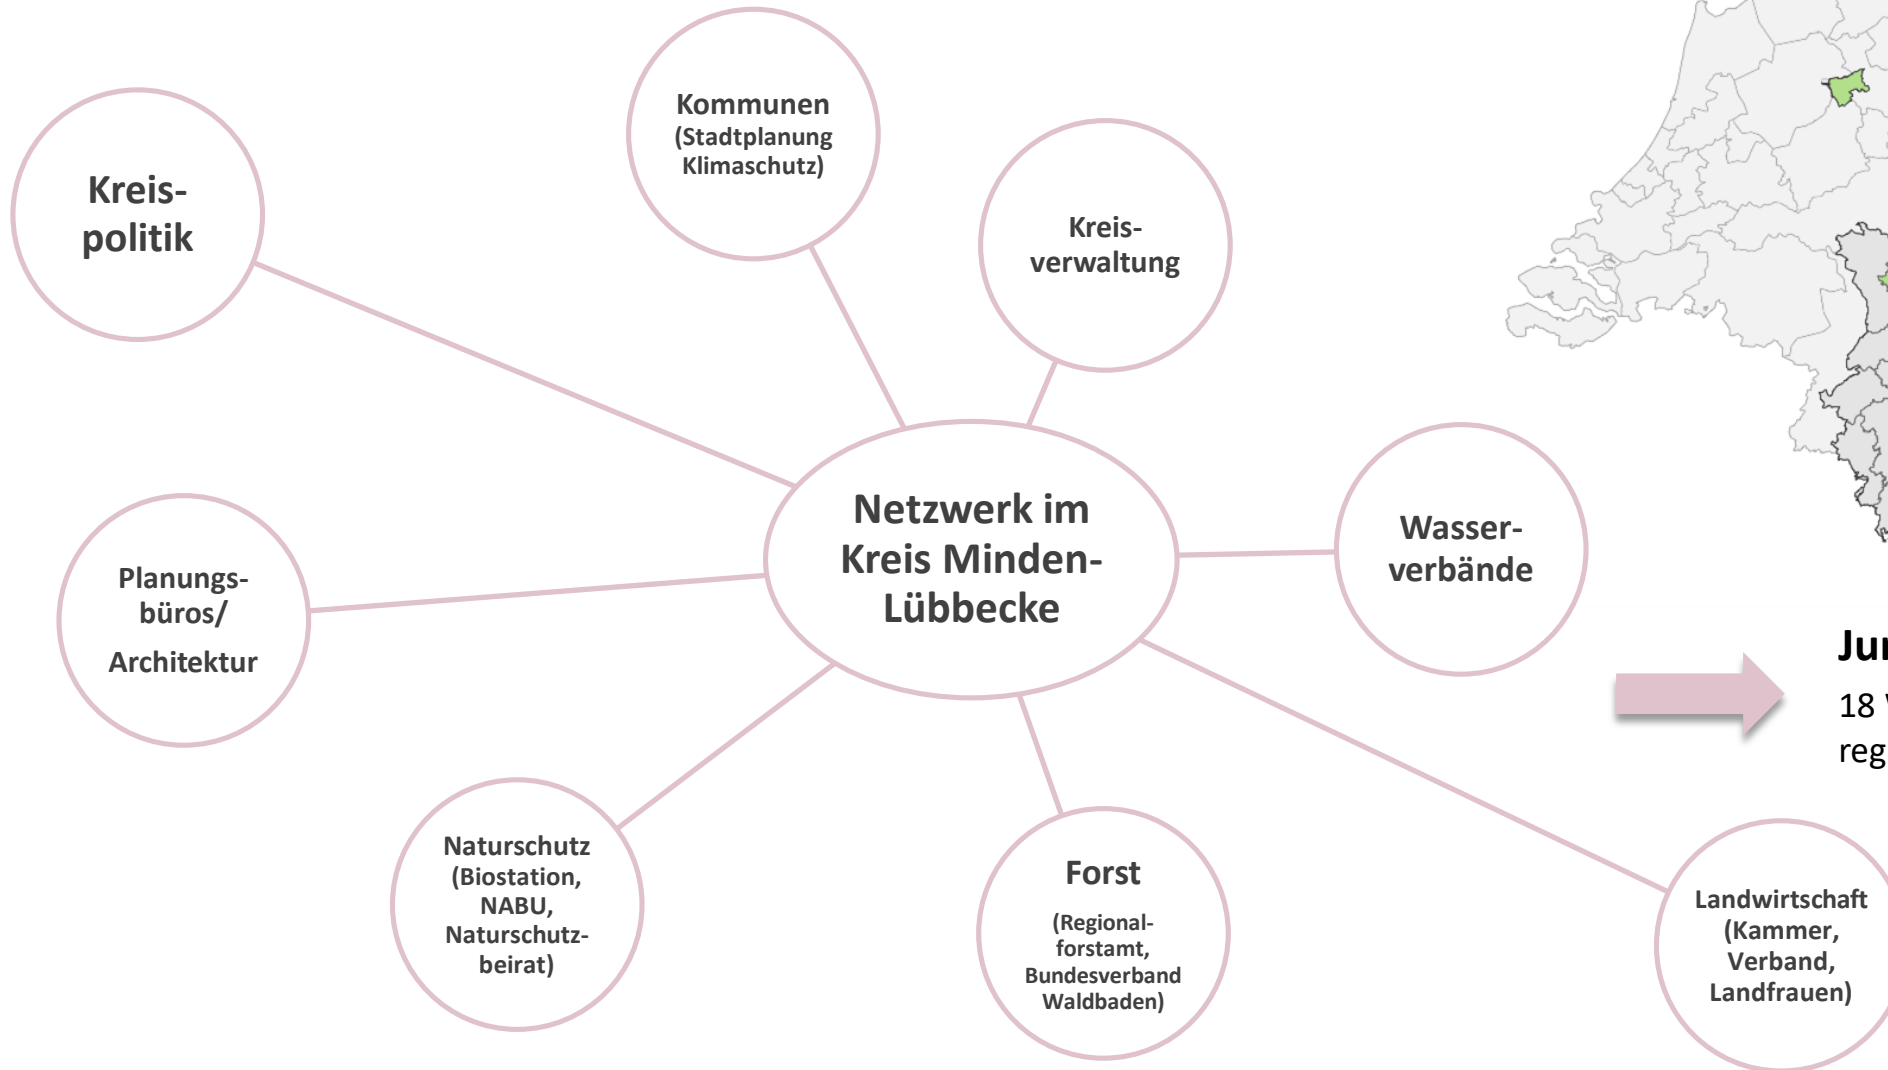 Kommunen
(Stadtplanung
Klimaschutz)
Kreis-
politik
Kreis-
verwaltung
Netzwerk im
Kreis Minden-
Lübbecke
Wasser-
verbände
Planungs-
büros/
Architektur
18
Naturschutz
(Biostation,
NABU,
Naturschutz-
beirat)
Forst
(Regional-
forstamt,
Bundesverband
Waldbaden)
Landwirtschaft
(Kammer,
Verband,
Landfrauen)